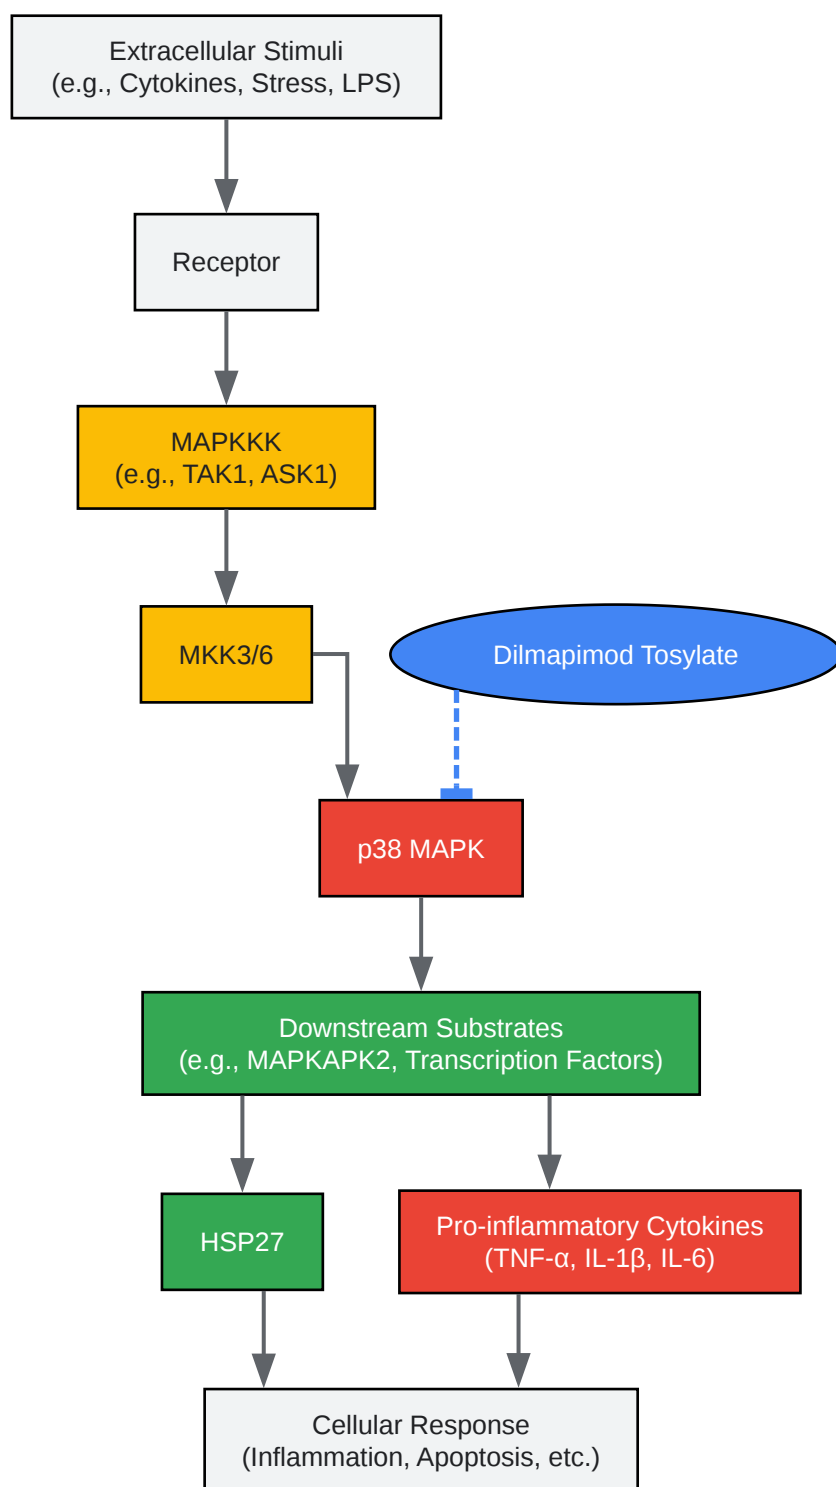 Extracellular Stimuli
(e.g., Cytokines, Stress, LPS)
Receptor
MAPKKK
(e.g., TAK1, ASK1)
MKK3/6
Dilmapimod Tosylate
p38 MAPK
Downstream Substrates
(e.g., MAPKAPK2, Transcription Factors)
HSP27
Pro-inflammatory Cytokines
(TNF-α, IL-1β, IL-6)
Cellular Response
(Inflammation, Apoptosis, etc.)